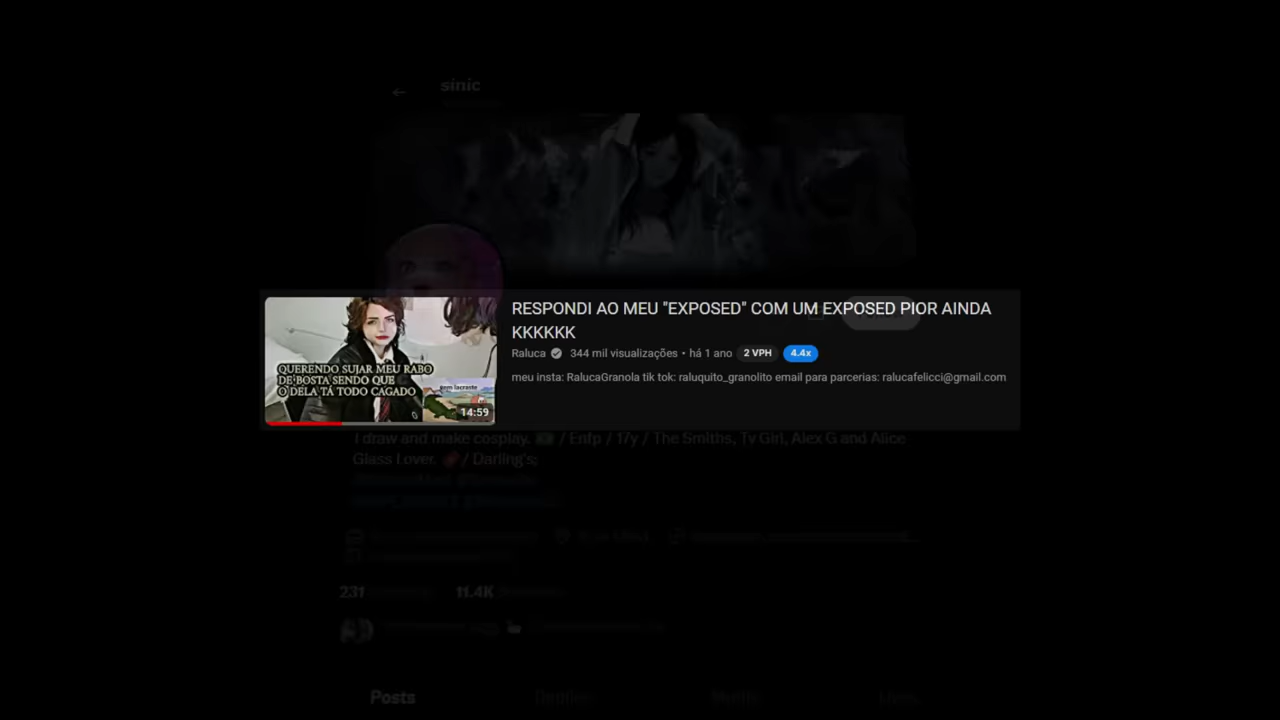 sinic
RESPONDI AO MEU "EXPOSED" COM UM EXPOSED PIOR AINDA
KKKKKK
Raluca 344 mil visualizações • há 1 ano 2 VPH 4.4x
meu insta: RalucaGranola tik tok: raluquito_granolito email para parcerias: ralucafelicci@gmail.com
QUERENDO SUJAR MEU RABO
DE BOSTA SENDO QUE
O DELA TÁ TODO CAGADO
sem lacraste
14:59
I draw and make cosplay. / Enfp / 17y / The Smiths, Tv Girl, Alex G and Alice
Glass Lover. / Darling's;
231 11.4K
Posts